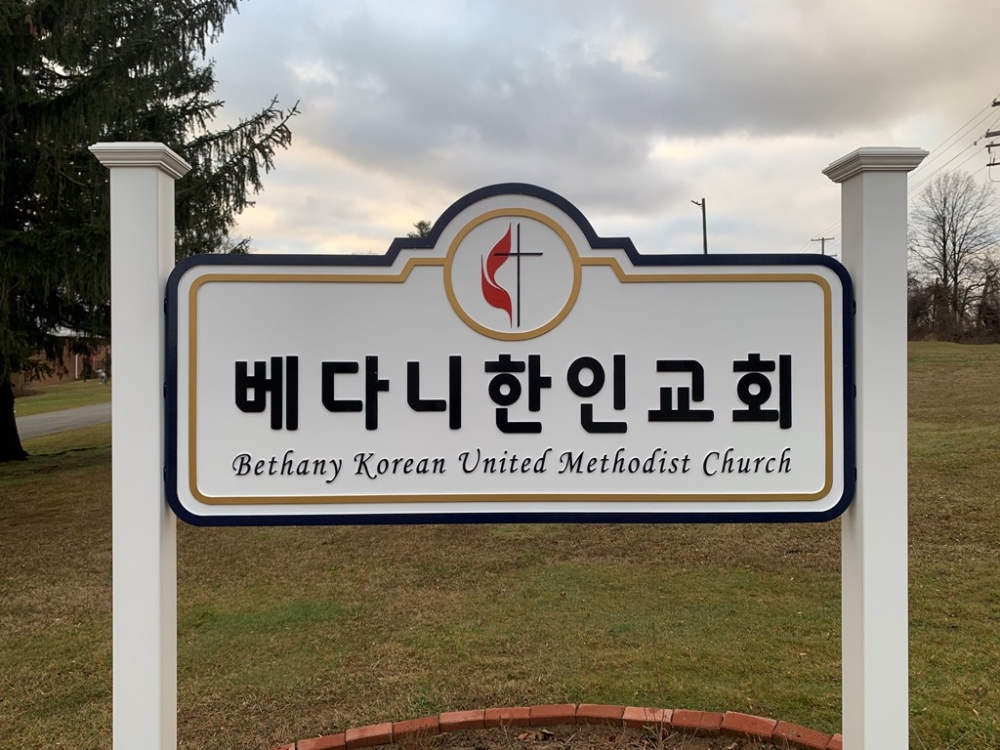 베다니한인교회
Bethany Korean United Methodist Church